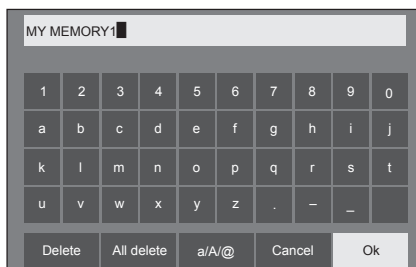 MY MEMORY1
1 2 3 4 5 6 7 8 9 0
a b c d e f g h i j
k l m n o p q r s t
u v w x y z . – _
Delete All delete a/A/@ Cancel Ok